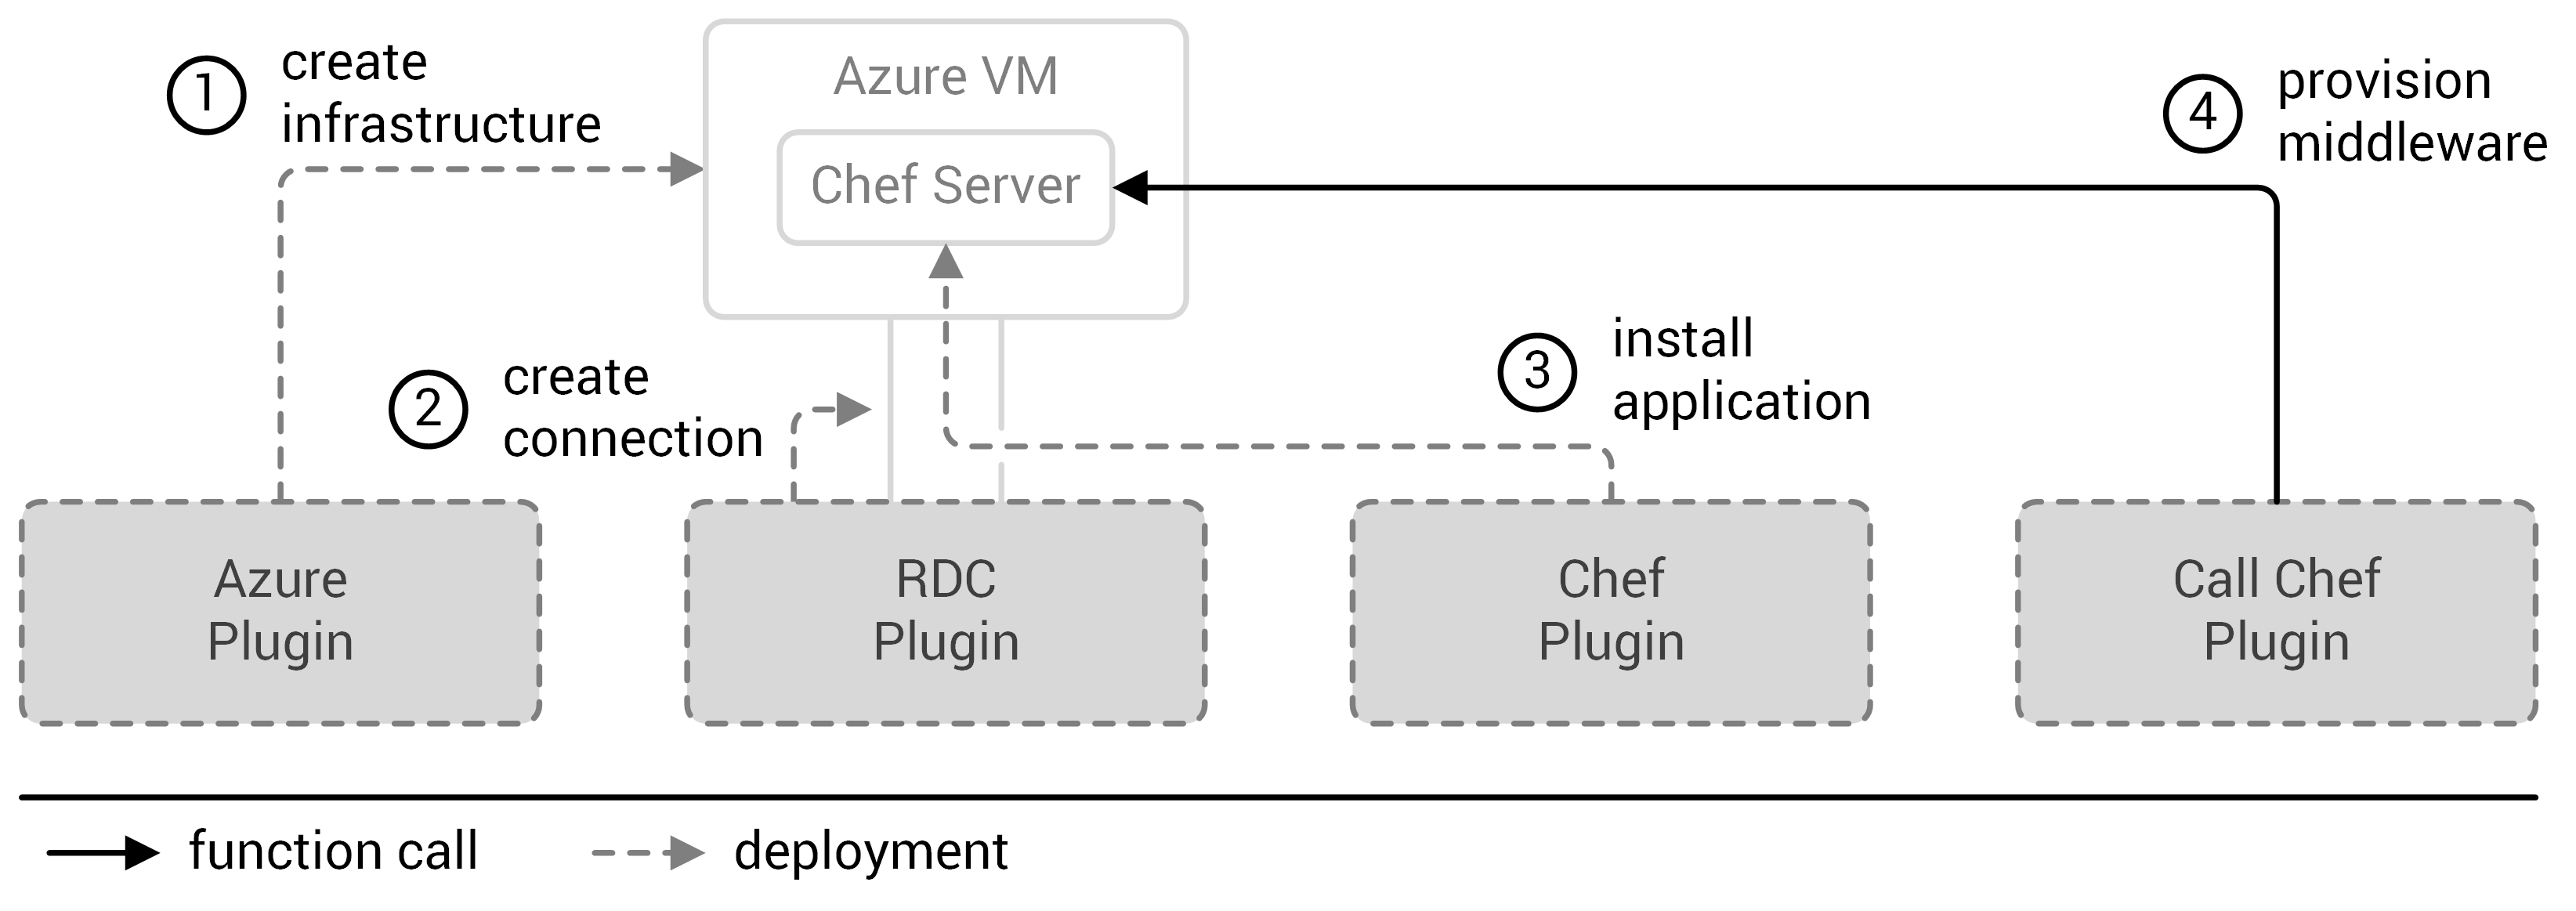 1
create
infrastructure
Azure VM
Chef Server
4
provision
middleware
2
create
connection
3
install
application
Azure
Plugin
RDC
Plugin
Chef
Plugin
Call Chef
Plugin
function call
deployment